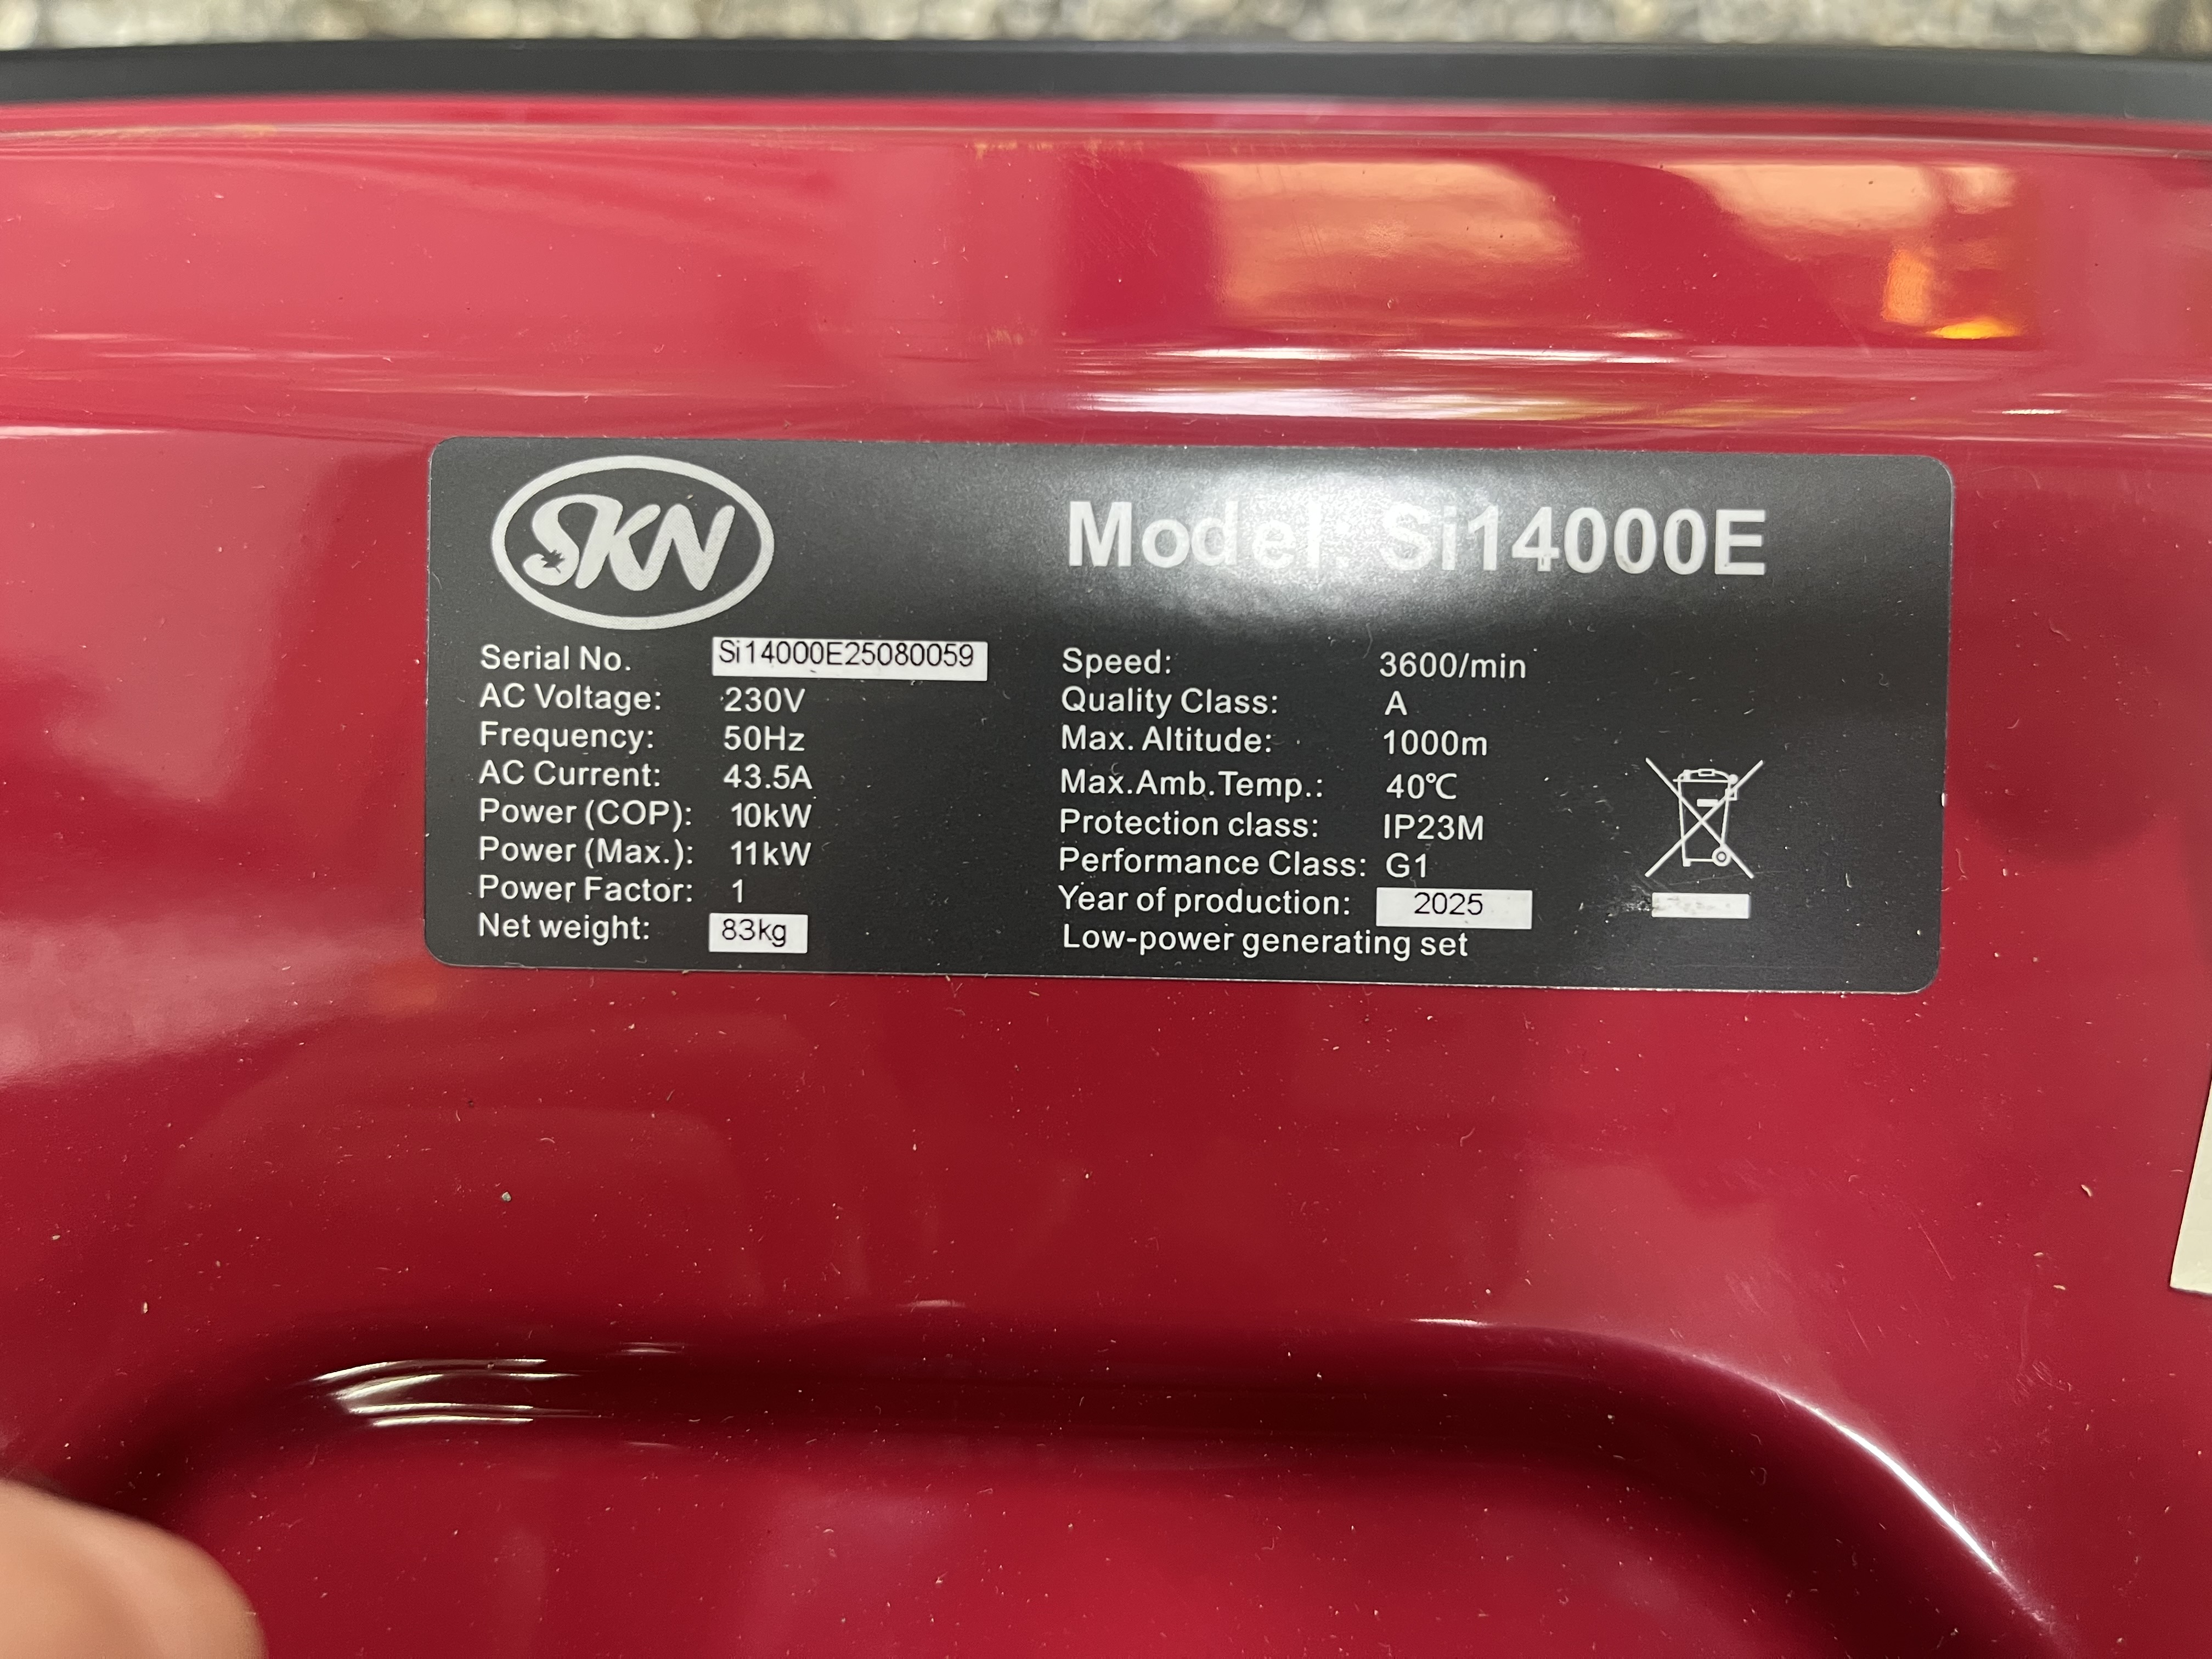 SKN
Model: Si14000E
Serial No. Si14000E25080059
AC Voltage: 230V
Frequency: 50Hz
AC Current: 43.5A
Power (COP): 10kW
Power (Max.): 11kW
Power Factor: 1
Net weight: 83kg
Speed: 3600/min
Quality Class: A
Max. Altitude: 1000m
Max.Amb.Temp.: 40℃
Protection class: IP23M
Performance Class: G1
Year of production: 2025
Low-power generating set